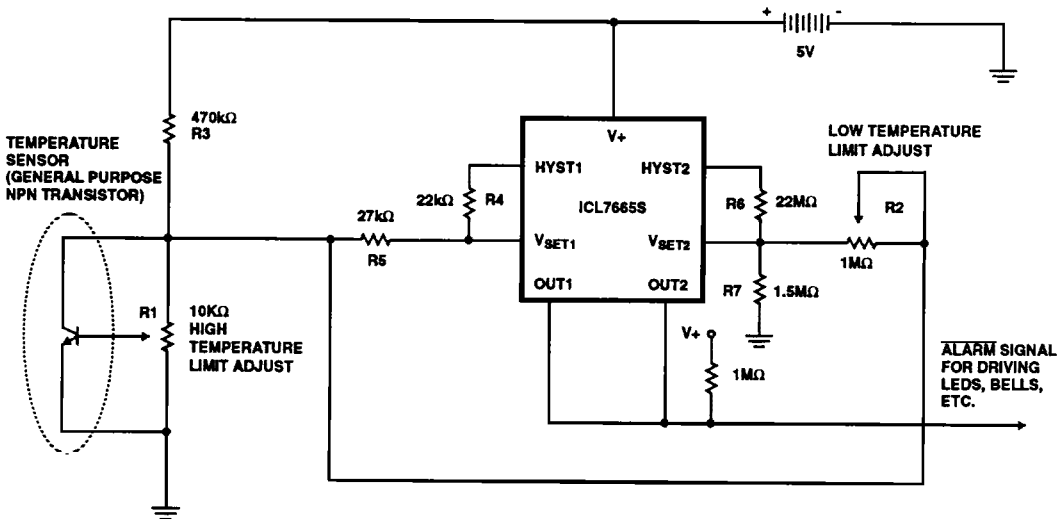 + -
5V
470kΩ
R3
TEMPERATURE
SENSOR
(GENERAL PURPOSE
NPN TRANSISTOR)
V+
LOW TEMPERATURE
LIMIT ADJUST
HYST1
HYST2
22kΩ
R4
ICL7665S
R6
22MΩ
R2
27kΩ
R5
VSET1
VSET2
1MΩ
OUT1
OUT2
R7
1.5MΩ
R1
10KΩ
HIGH
TEMPERATURE
LIMIT ADJUST
V+
1MΩ
ALARM SIGNAL
FOR DRIVING
LEDS, BELLS,
ETC.